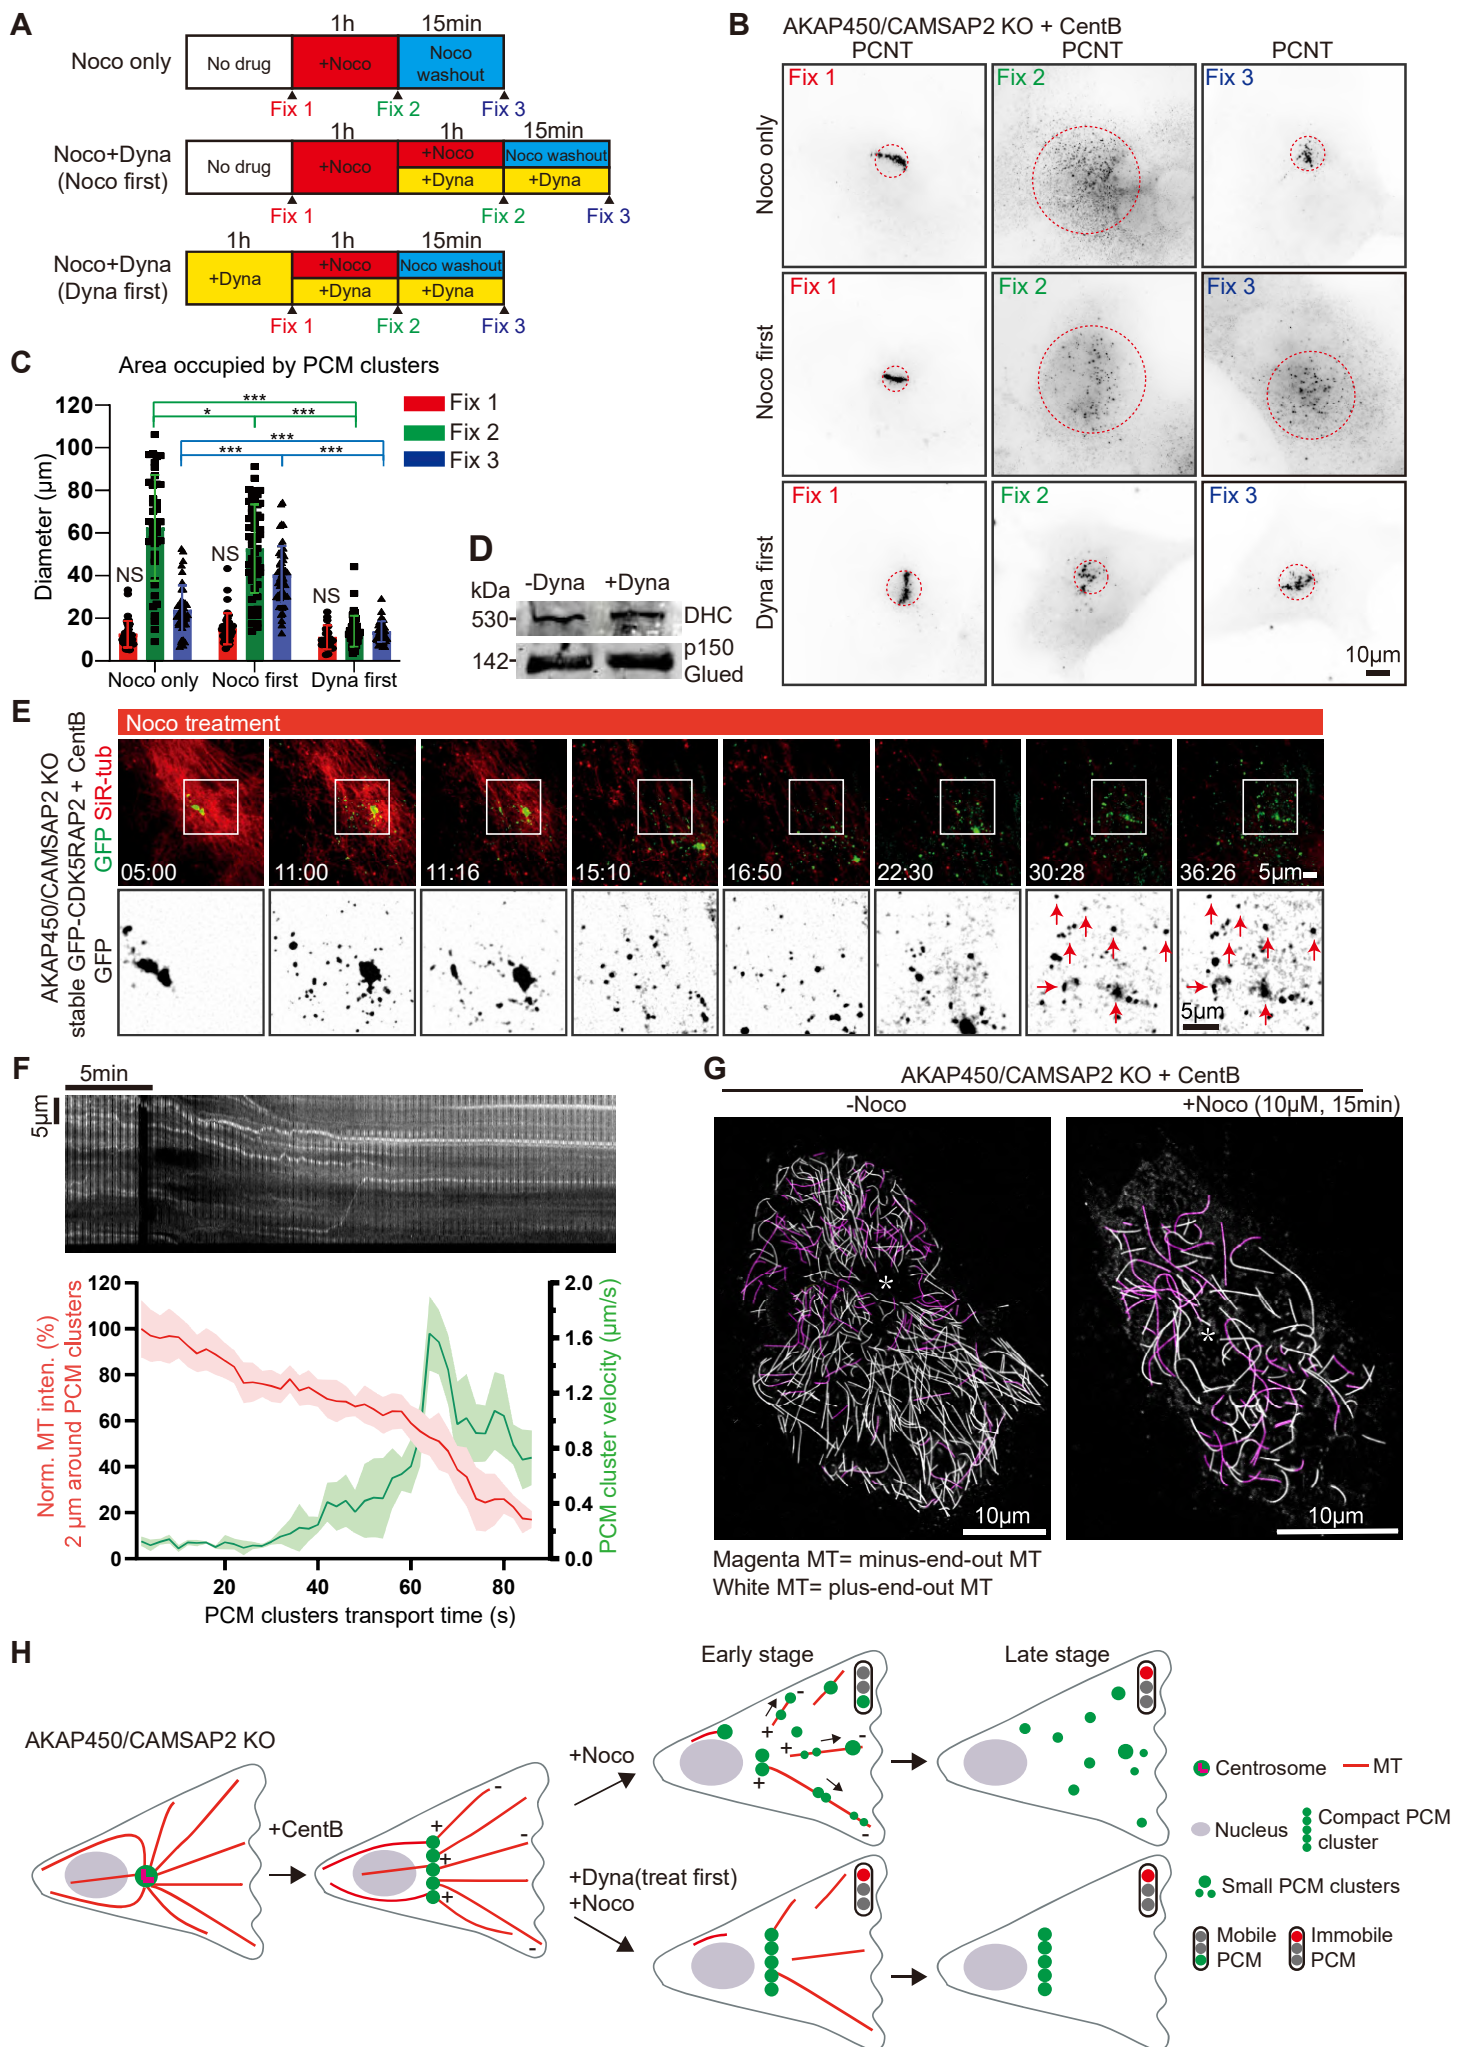 A
1h
15min
Noco only
No drug
+Noco
Noco washout
Fix 1
Fix 2
Fix 3
1h
1h
15min
Noco+Dyna
(Noco first)
No drug
+Noco
+Noco
Noco washout
+Dyna
+Dyna
Fix 1
Fix 2
Fix 3
1h
1h
15min
Noco+Dyna
(Dyna first)
+Dyna
+Noco
Noco washout
+Dyna
+Dyna
Fix 1
Fix 2
Fix 3
B
AKAP450/CAMSAP2 KO + CentB
PCNT
PCNT
PCNT
Noco only
Fix 1
Fix 2
Fix 3
Noco first
Fix 1
Fix 2
Fix 3
Dyna first
Fix 1
Fix 2
Fix 3
10µm
C
Area occupied by PCM clusters
Diameter (µm)
120
100
80
60
40
20
0
***
*
***
***
***
***
NS
NS
NS
Fix 1
Fix 2
Fix 3
Noco only
Noco first
Dyna first
D
kDa
-Dyna
+Dyna
530-
DHC
142-
p150
Glued
E
AKAP450/CAMSAP2 KO
stable GFP-CDK5RAP2 + CentB
GFP SiR-tub
GFP
Noco treatment
05:00
11:00
11:16
15:10
16:50
22:30
30:28
36:26
5µm
5µm
F
5min
5µm
Norm. MT inten. (%)
2 µm around PCM clusters
120
100
80
60
40
20
0
2.0
1.6
1.2
0.8
0.4
0.0
PCM cluster velocity (µm/s)
20
40
60
80
PCM clusters transport time (s)
G
AKAP450/CAMSAP2 KO + CentB
-Noco
+Noco (10µM, 15min)
*
*
10µm
10µm
Magenta MT= minus-end-out MT
White MT= plus-end-out MT
H
AKAP450/CAMSAP2 KO
+CentB
+
+
+
-
-
-
+Noco
Early stage
Late stage
+
+
+
-
-
-
+Dyna(treat first)
+Noco
Centrosome
MT
Nucleus
Compact PCM
cluster
Small PCM clusters
Mobile
PCM
Immobile
PCM